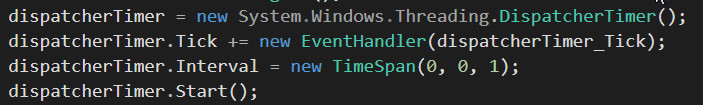 dispatcherTimer = new System.Windows.Threading.DispatcherTimer();
dispatcherTimer.Tick += new EventHandler(dispatcherTimer_Tick);
dispatcherTimer.Interval = new TimeSpan(0, 0, 1);
dispatcherTimer.Start();